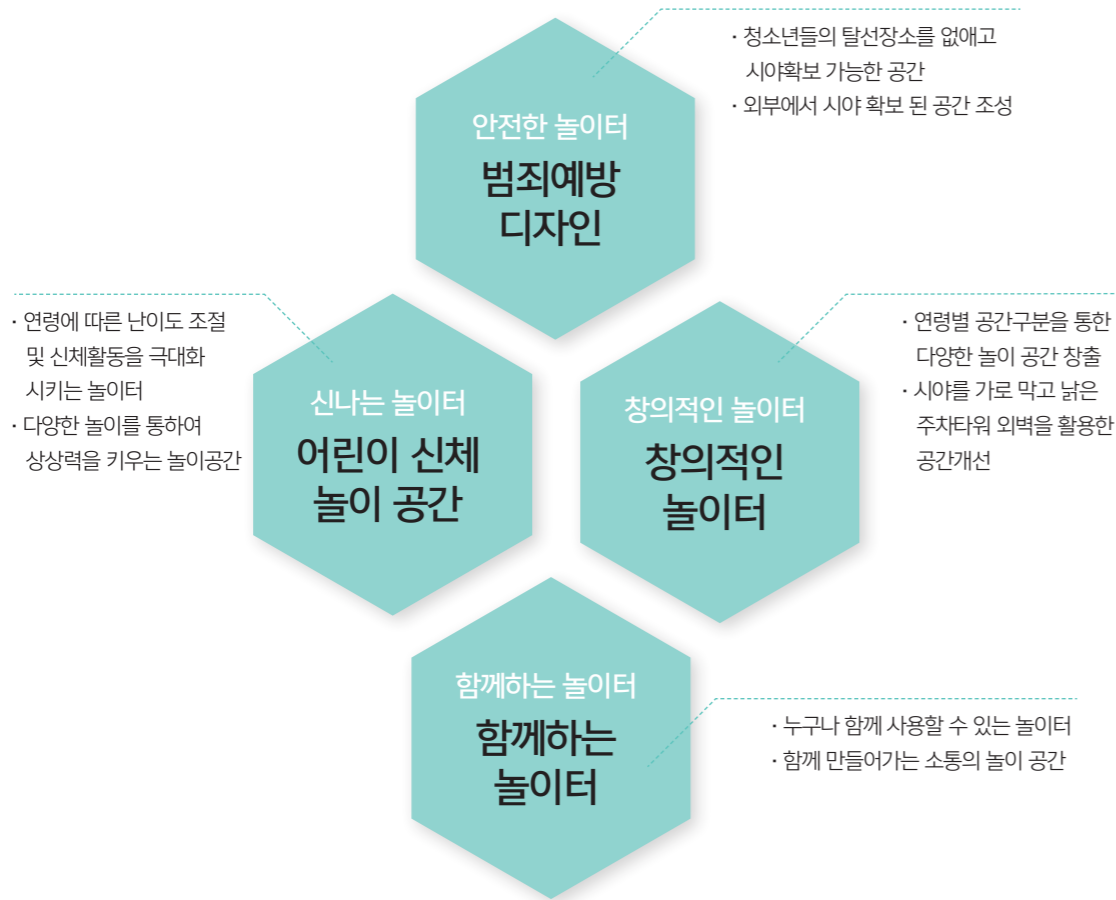 · 청소년들의 탈선장소를 없애고
시야확보 가능한 공간
· 외부에서 시야 확보 된 공간 조성
안전한 놀이터
범죄예방
디자인
· 연령에 따른 난이도 조절
및 신체활동을 극대화
시키는 놀이터
· 다양한 놀이를 통하여
상상력을 키우는 놀이공간
신나는 놀이터
어린이 신체
놀이 공간
창의적인 놀이터
창의적인
놀이터
· 연령별 공간구분을 통한
다양한 놀이 공간 창출
· 시야를 가로 막고 낡은
주차타워 외벽을 활용한
공간개선
함께하는 놀이터
함께하는
놀이터
· 누구나 함께 사용할 수 있는 놀이터
· 함께 만들어가는 소통의 놀이 공간